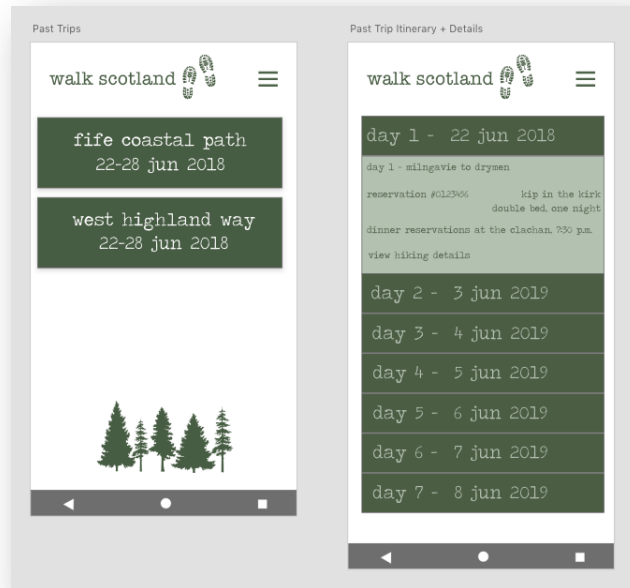 Past Trips
walk scotland
fife coastal path
22-28 jun 2018
west highland way
22-28 jun 2018
Past Trip Itinerary + Details
walk scotland
day 1 - 22 jun 2018
day 1 - milngavie to drymen
reservation #0123456
kip in the kirk
double bed, one night
dinner reservations at the clachan, 7:30 p.m.
view hiking details
day 2 - 3 jun 2019
day 3 - 4 jun 2019
day 4 - 5 jun 2019
day 5 - 6 jun 2019
day 6 - 7 jun 2019
day 7 - 8 jun 2019